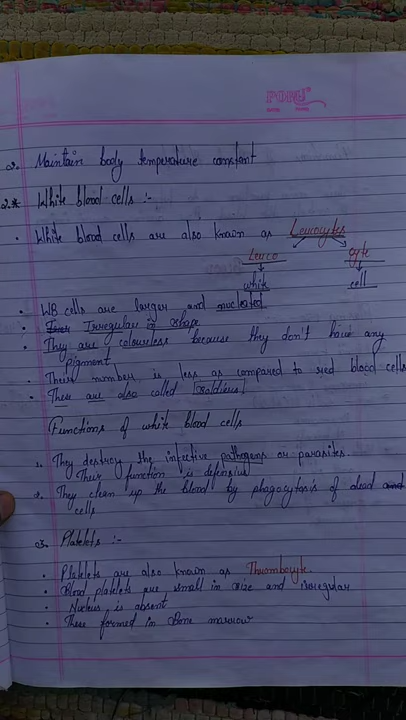 PONY
2. Maintain body temperature constant
2.* White blood cells :-
• White blood cells are also known as Leucocytes
Leuco cyte
white cell
• WB cells are larger and nucleated
• Irregular in shape
• They are colourless because they don't have any
pigment
• Their number is less as compared to red blood cells
• These are also called "soldiers!
Functions of white blood cells
1. They destroy the infective pathogens or parasites.
Their function is defensive
2. They clean up the blood by phagocytosis of dead
cells
03. Platelets :-
• Platelets are also known as Thrombocyte.
• Blood platelets are small in size and irregular
• Nucleus is absent
• These formed in Bone marrow